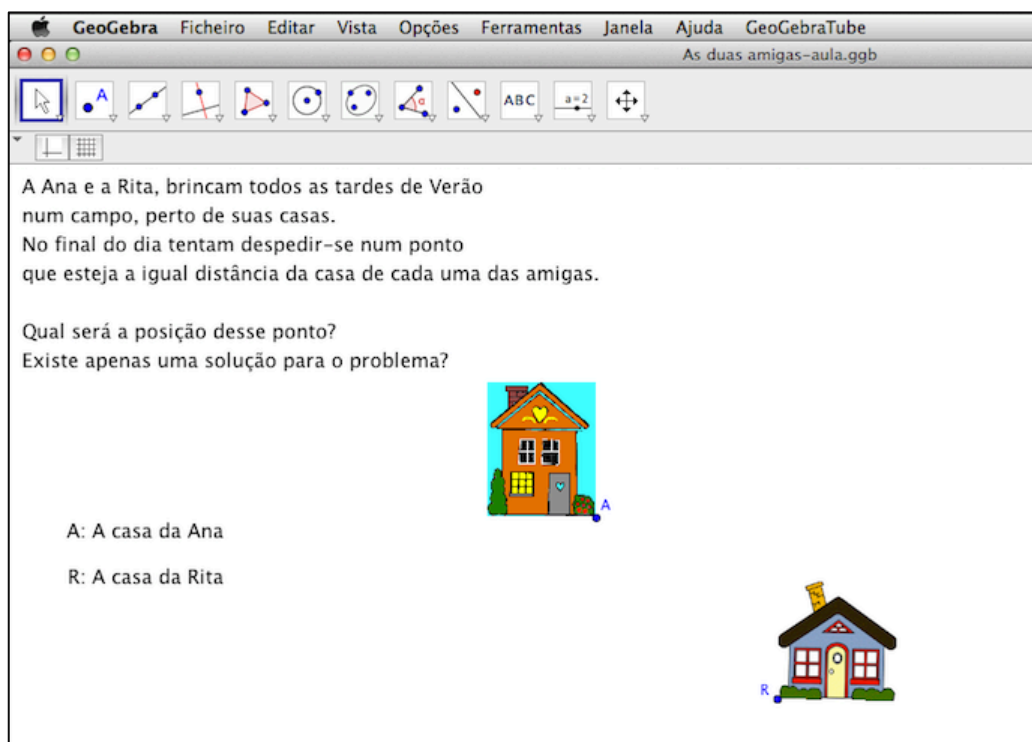 GeoGebra Ficheiro Editar Vista Opções Ferramentas Janela Ajuda GeoGebraTube
As duas amigas-aula.ggb
A
α
ABC
a=2
A Ana e a Rita, brincam todos as tardes de Verão
num campo, perto de suas casas.
No final do dia tentam despedir-se num ponto
que esteja a igual distância da casa de cada uma das amigas.
Qual será a posição desse ponto?
Existe apenas uma solução para o problema?
A
A: A casa da Ana
R: A casa da Rita
R